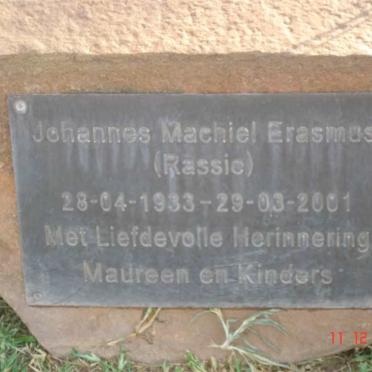 Johannes Machiel Erasmus
(Rassie)
28-04-1933 - 29-03-2001
Met Liefdevolle Herinnering
Maureen en Kinders
11 12